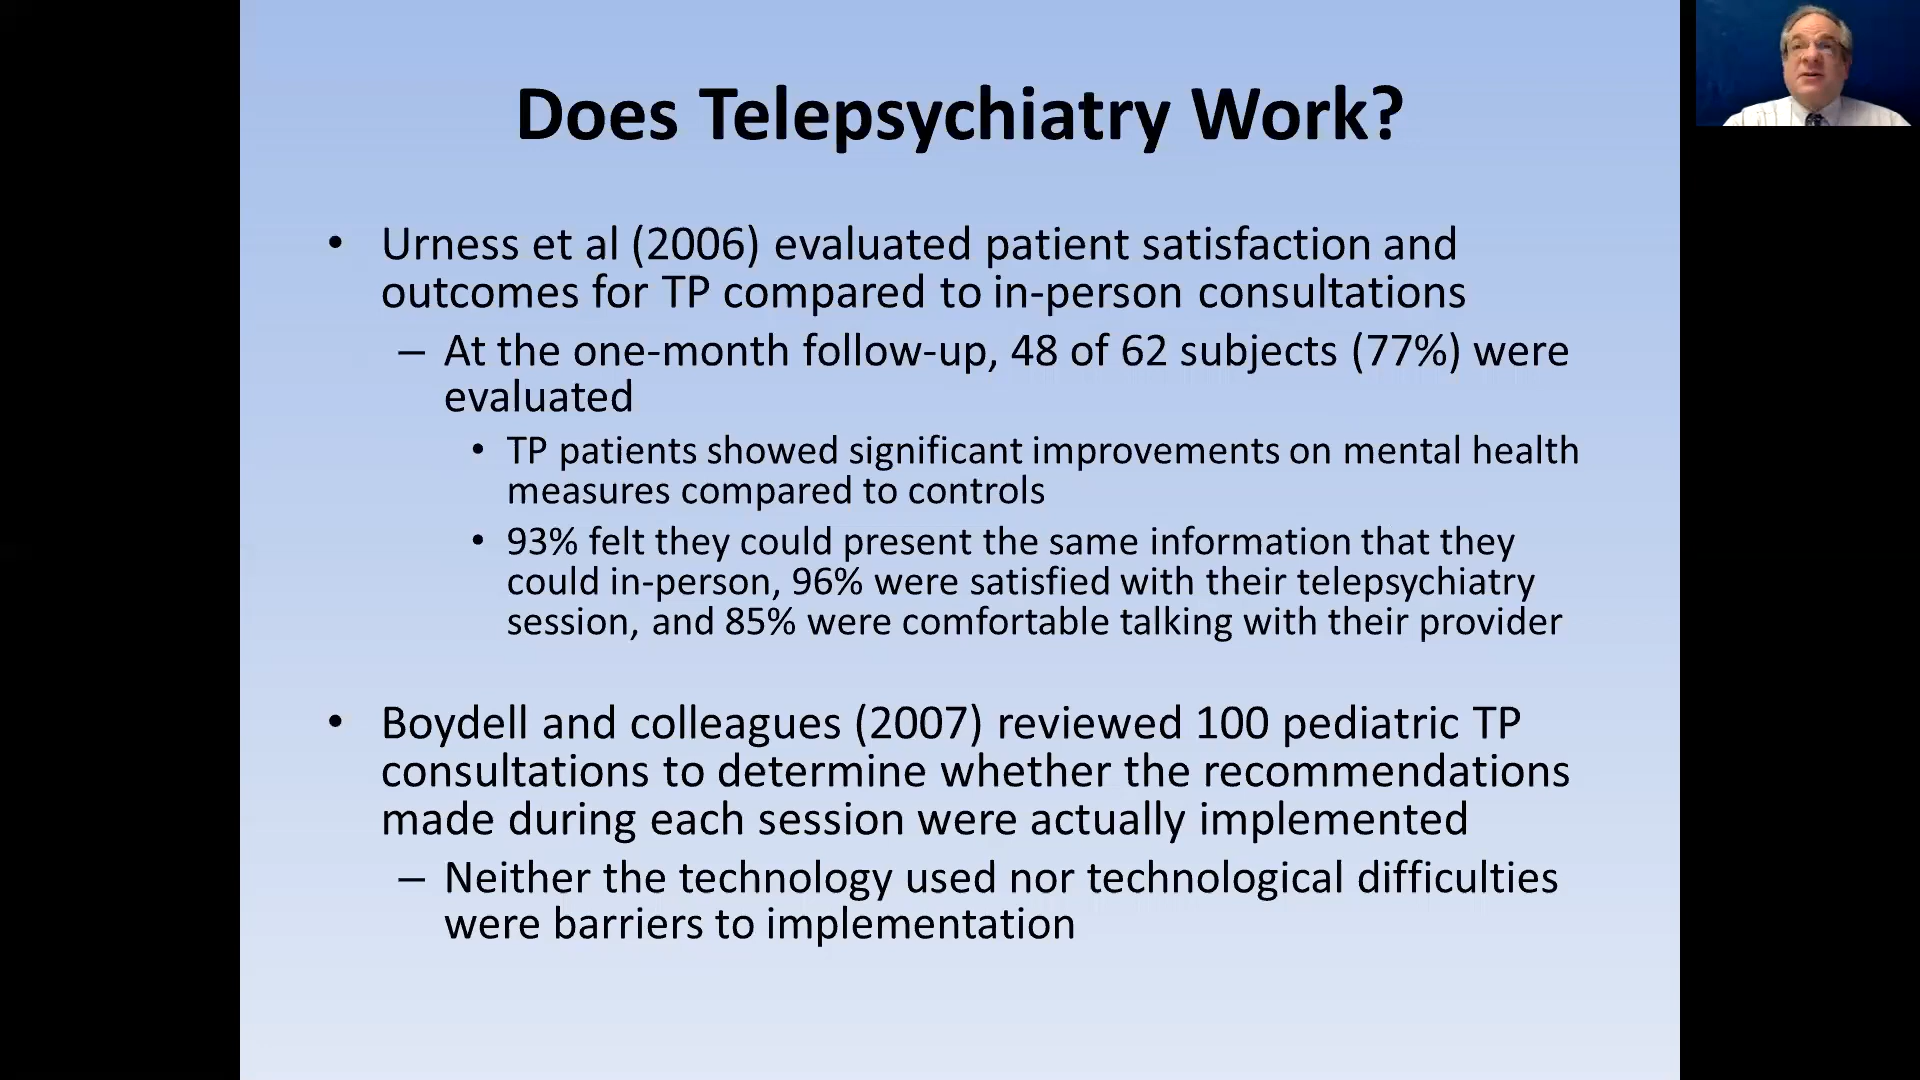 Does Telepsychiatry Work?
• Urness et al (2006) evaluated patient satisfaction and
outcomes for TP compared to in-person consultations
– At the one-month follow-up, 48 of 62 subjects (77%) were
evaluated
• TP patients showed significant improvements on mental health
measures compared to controls
• 93% felt they could present the same information that they
could in-person, 96% were satisfied with their telepsychiatry
session, and 85% were comfortable talking with their provider
• Boydell and colleagues (2007) reviewed 100 pediatric TP
consultations to determine whether the recommendations
made during each session were actually implemented
– Neither the technology used nor technological difficulties
were barriers to implementation